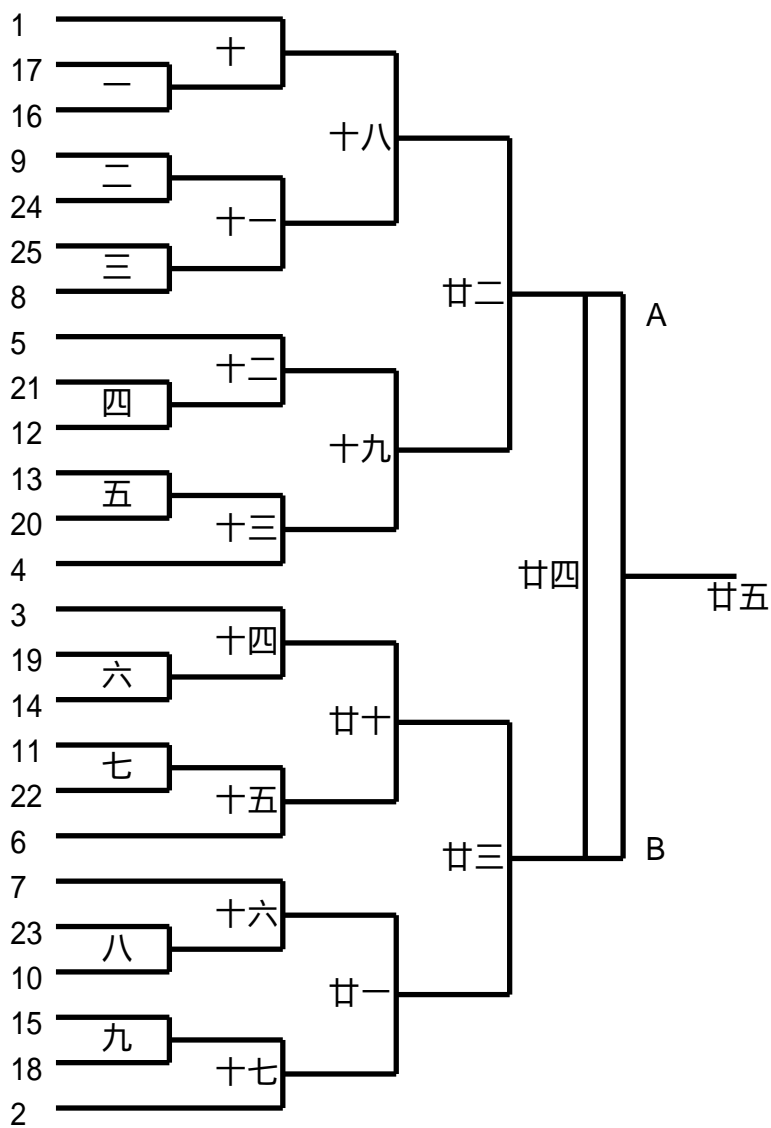 1
十
17
一
16
十八
9
二
24
十一
25
三
8
廿二
A
5
十二
21
四
12
十九
13
五
20
十三
4
廿四
廿五
3
十四
19
六
14
廿十
11
七
22
十五
6
廿三
B
7
十六
23
八
10
廿一
15
九
18
十七
2